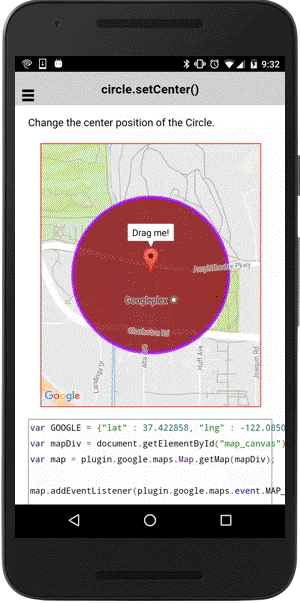 9:32
circle.setCenter()
Change the center position of the Circle.
Drag me!
Amphitheatre Pkwy
Googleplex
Charleston Rd
Alta
Huff Ave
Joaquin Rd
Landings Dr
Google
var GOOGLE = {"lat" : 37.422858, "lng" : -122.0850
var mapDiv = document.getElementById("map_canvas")
var map = plugin.google.maps.Map.getMap(mapDiv);
map.addEventListener(plugin.google.maps.event.MAP_